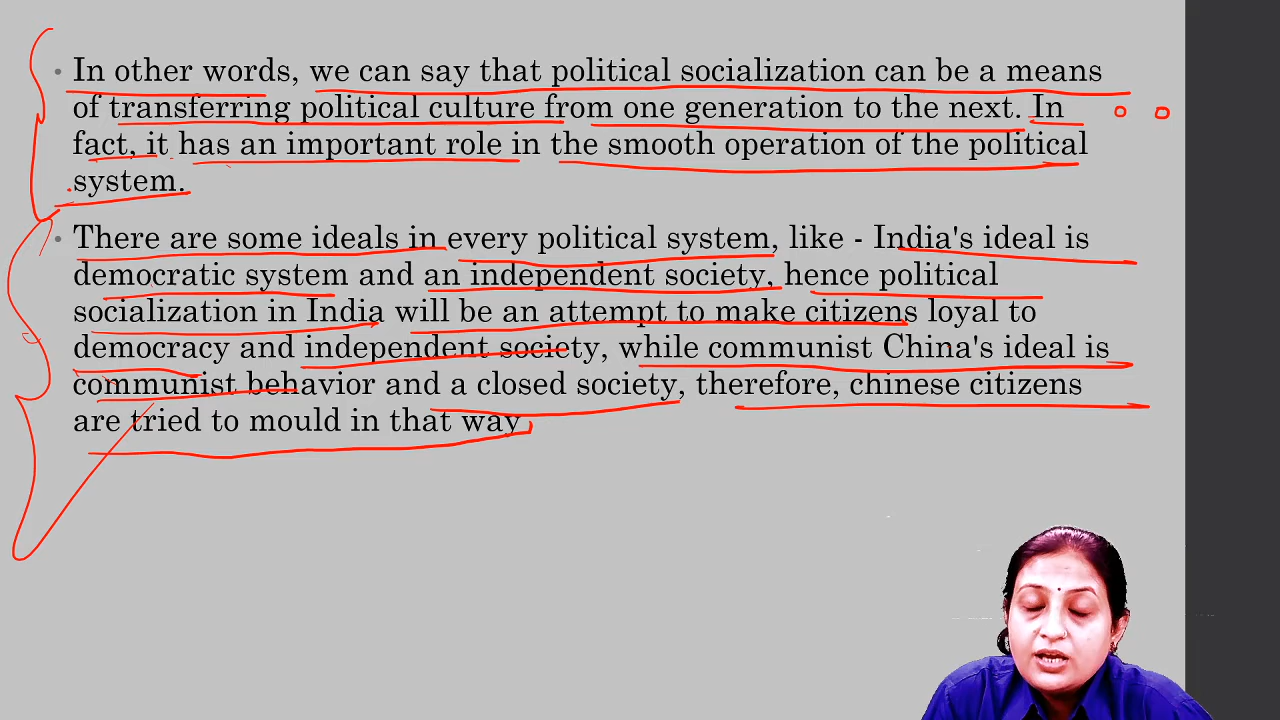 • In other words, we can say that political socialization can be a means
of transferring political culture from one generation to the next. In
fact, it has an important role in the smooth operation of the political
system.
• There are some ideals in every political system, like - India's ideal is
democratic system and an independent society, hence political
socialization in India will be an attempt to make citizens loyal to
democracy and independent society, while communist China's ideal is
communist behavior and a closed society, therefore, chinese citizens
are tried to mould in that way